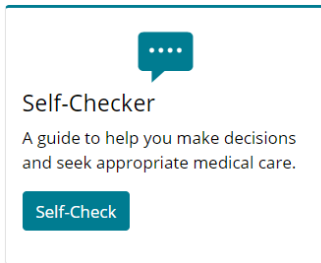 Self-Checker
A guide to help you make decisions
and seek appropriate medical care.
Self-Check